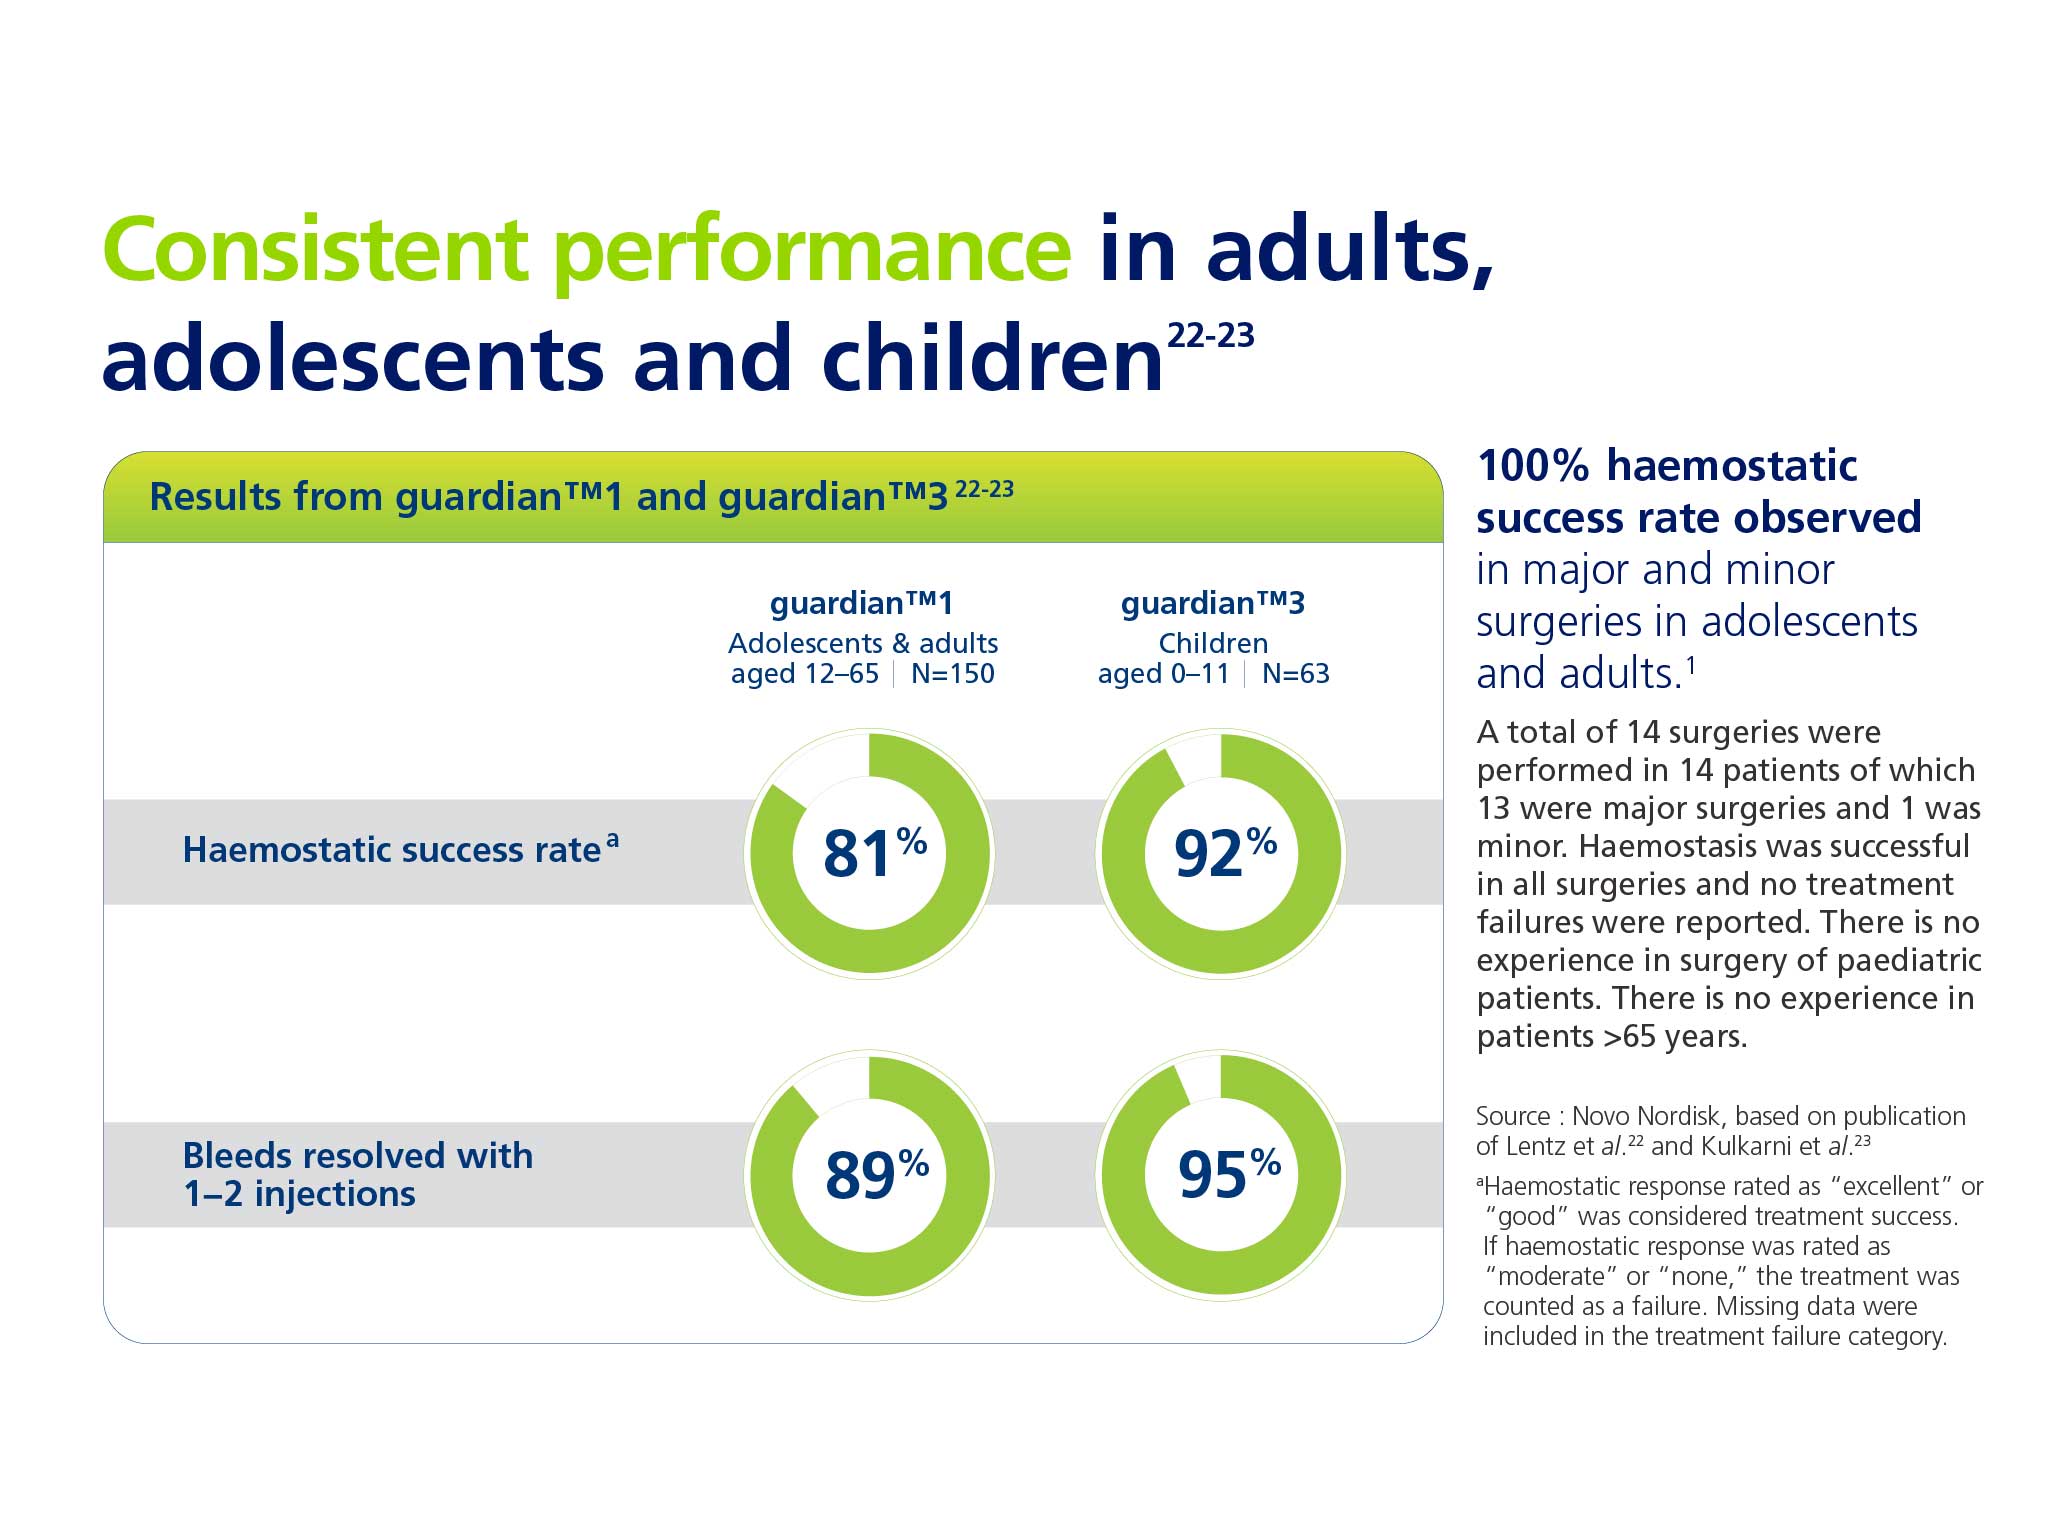 Consistent performance in adults,
adolescents and children22-23
Results from guardian™1 and guardian™3 22-23
guardian™1
Adolescents & adults
aged 12–65 | N=150
guardian™3
Children
aged 0–11 | N=63
Haemostatic success rate a
81%
92%
Bleeds resolved with
1–2 injections
89%
95%
100% haemostatic
success rate observed
in major and minor
surgeries in adolescents
and adults.1
A total of 14 surgeries were
performed in 14 patients of which
13 were major surgeries and 1 was
minor. Haemostasis was successful
in all surgeries and no treatment
failures were reported. There is no
experience in surgery of paediatric
patients. There is no experience in
patients >65 years.
Source : Novo Nordisk, based on publication
of Lentz et al.22 and Kulkarni et al.23
aHaemostatic response rated as “excellent” or
“good” was considered treatment success.
If haemostatic response was rated as
“moderate” or “none,” the treatment was
counted as a failure. Missing data were
included in the treatment failure category.